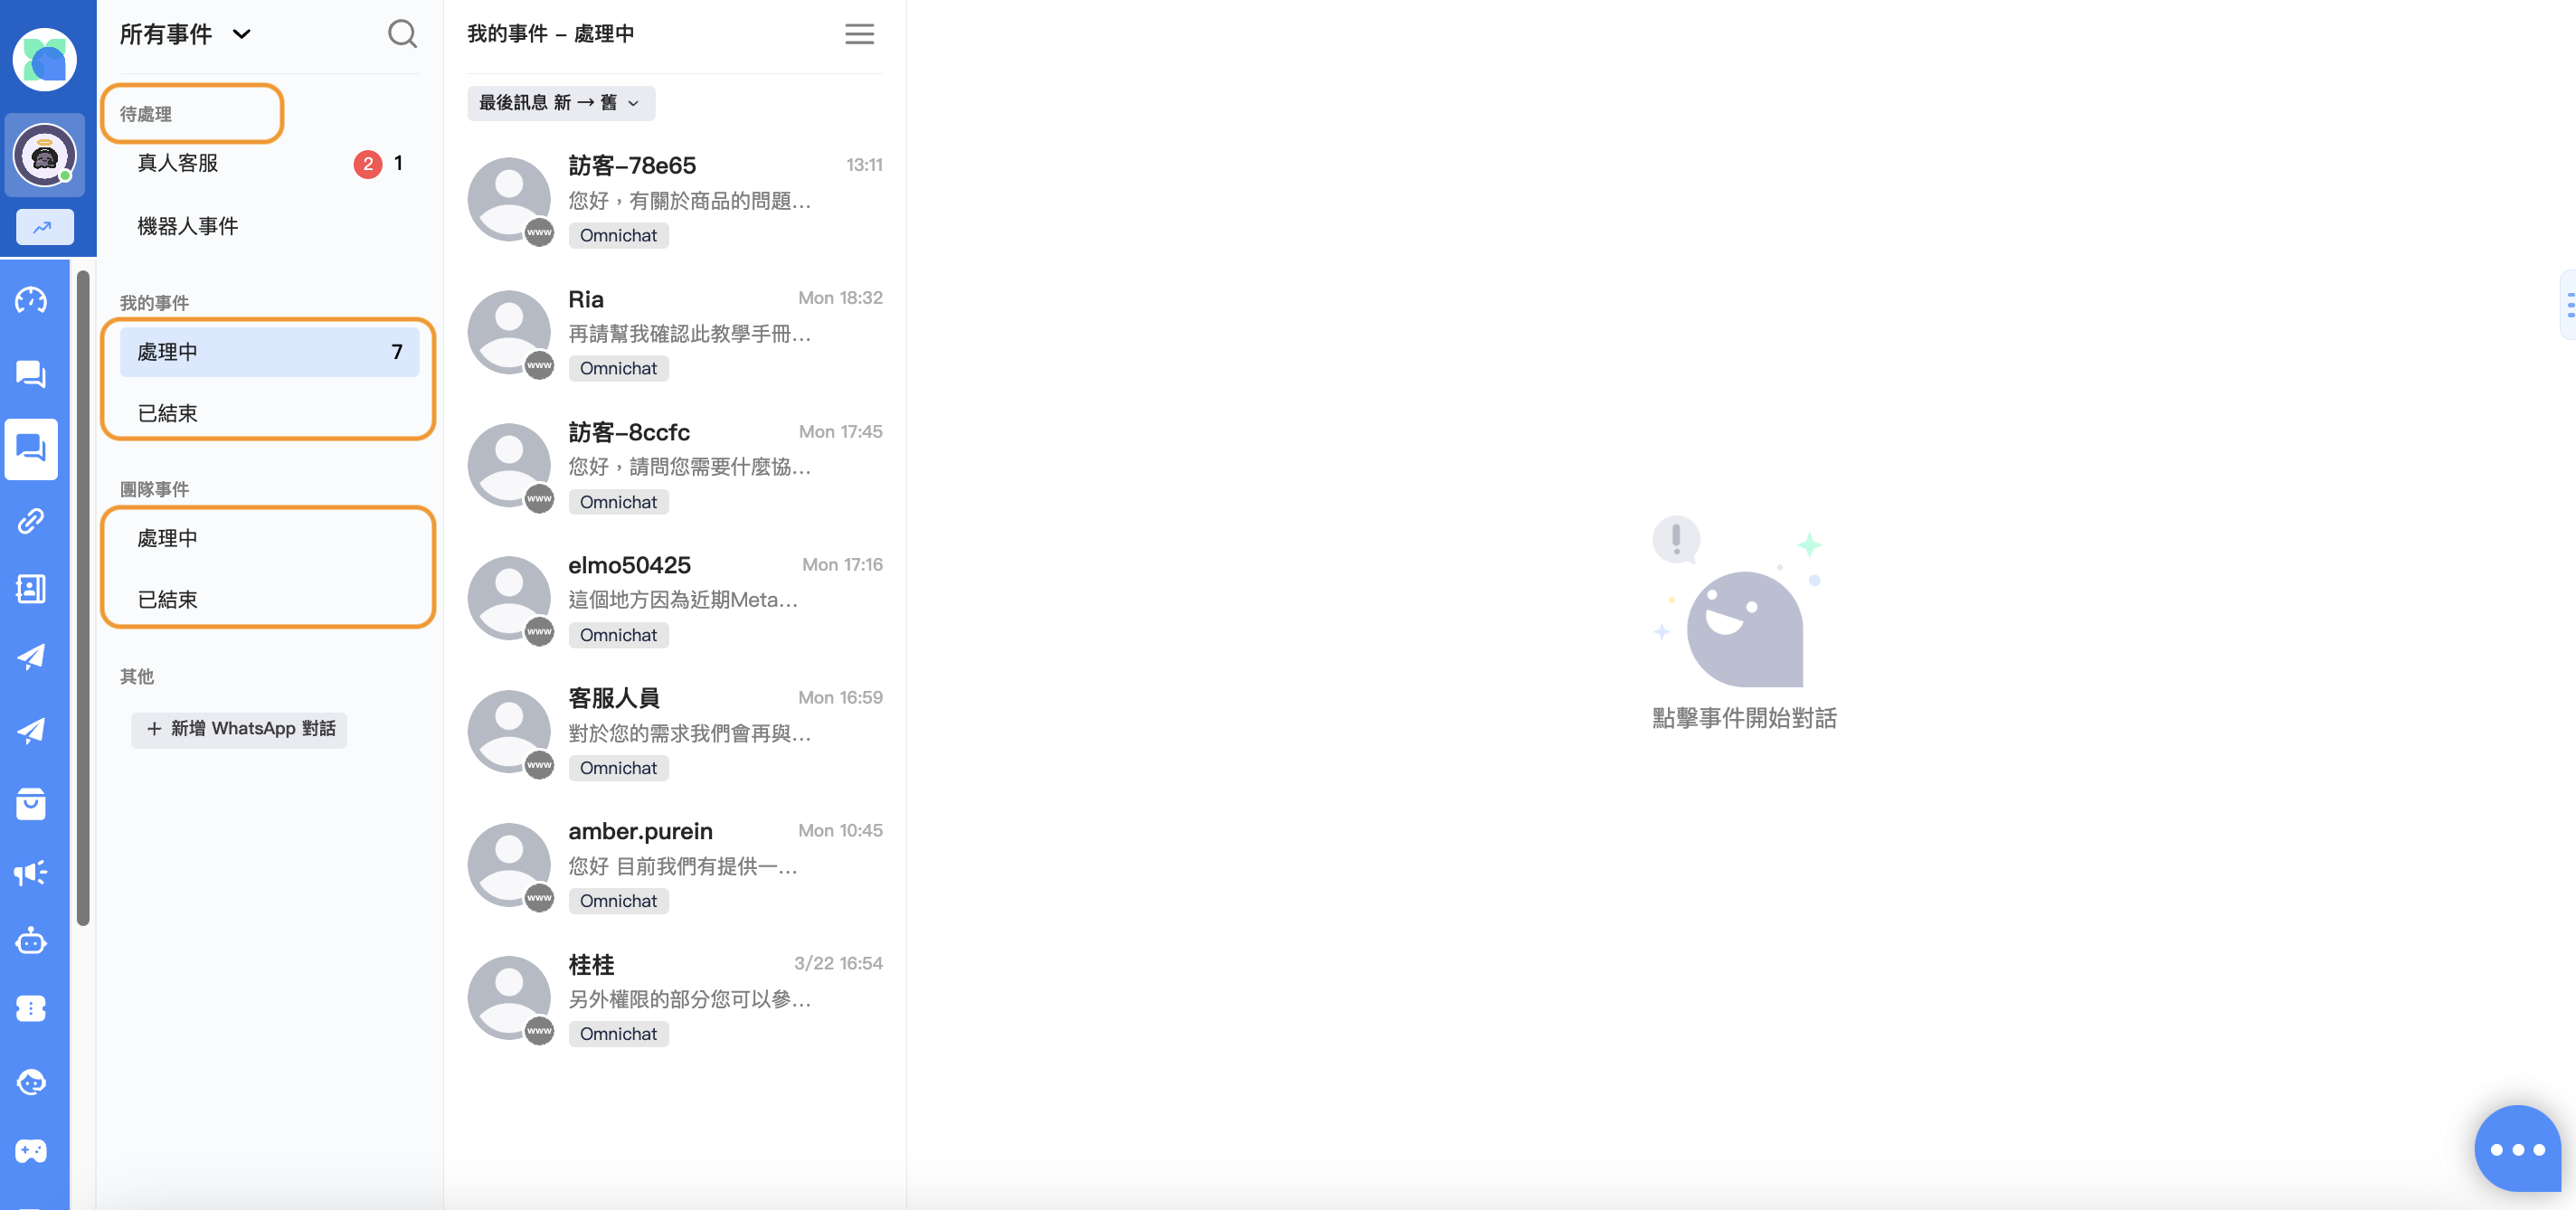 所有事件
待處理
真人客服 2 1
機器人事件
我的事件
處理中 7
已結束
團隊事件
處理中
已結束
其他
+ 新增 WhatsApp 對話
我的事件 – 處理中
最後訊息 新 → 舊
訪客–78e65 13:11
您好，有關於商品的問題...
www
Omnichat
Ria Mon 18:32
再請幫我確認此教學手冊...
www
Omnichat
訪客–8ccfc Mon 17:45
您好，請問您需要什麼協...
www
Omnichat
elmo50425 Mon 17:16
這個地方因為近期Meta...
www
Omnichat
客服人員 Mon 16:59
對於您的需求我們會再與...
www
Omnichat
amber.purein Mon 10:45
您好 目前我們有提供一...
www
Omnichat
桂桂 3/22 16:54
另外權限的部分您可以參...
www
Omnichat
點擊事件開始對話